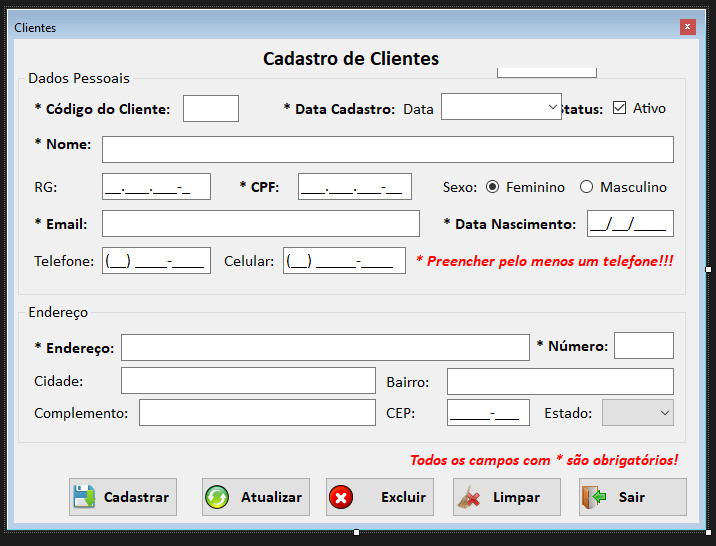 Clientes
Cadastro de Clientes
Dados Pessoais
* Código do Cliente: * Data Cadastro: Data Status: Ativo
* Nome:
RG: __.___.___-_ * CPF: ___.___.___-__ Sexo: Feminino Masculino
* Email: * Data Nascimento: __/__/____
Telefone: (__) ____-____ Celular: (__) _____-____ * Preencher pelo menos um telefone!!!
Endereço
* Endereço: * Número:
Cidade: Bairro:
Complemento: CEP: _____-___ Estado:
Todos os campos com * são obrigatórios!
Cadastrar Atualizar Excluir Limpar Sair